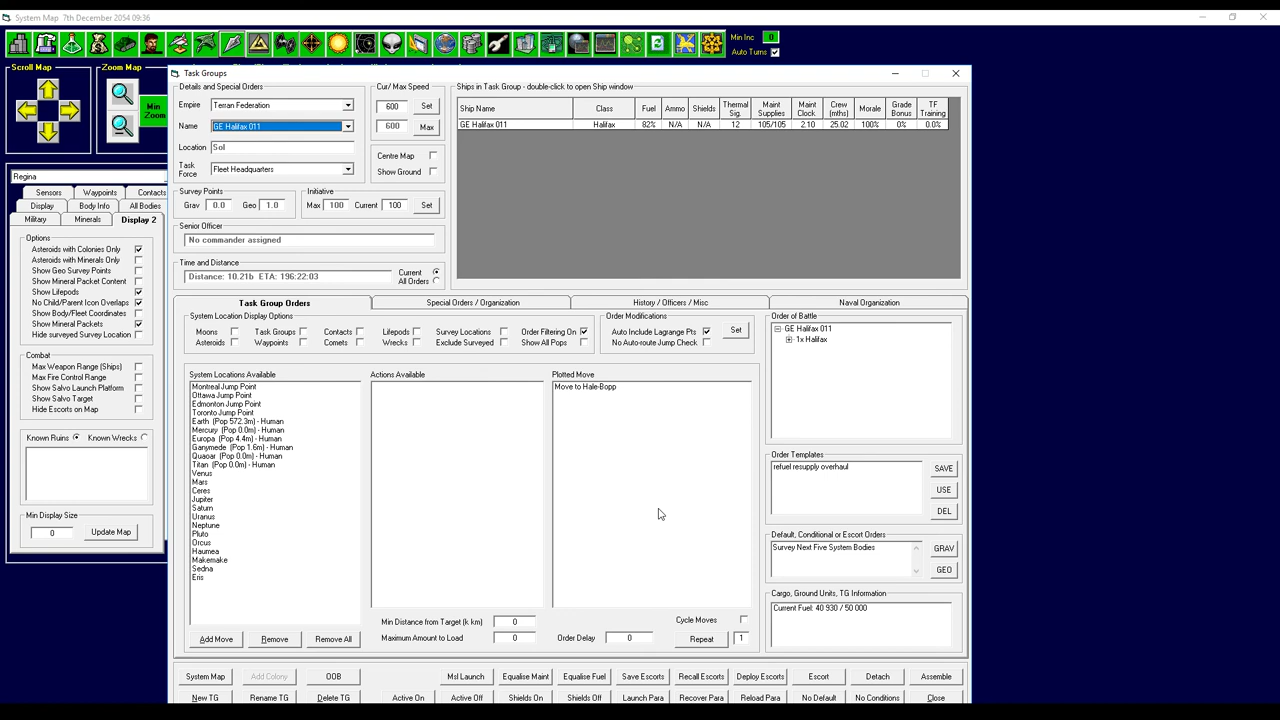 System Map   7th December 2054 09:36
Min Inc 0
Auto Turns
Scroll Map
Zoom Map
Min Zoom
Regina
Sensors Waypoints Contacts
Display Body Info All Bodies
Military Minerals Display 2
Options
Asteroids with Colonies Only
Asteroids with Minerals Only
Show Geo Survey Points
Show Mineral Packet Content
Show Lifepods
No Child/Parent Icon Overlaps
Show Body/Fleet Coordinates
Show Mineral Packets
Hide surveyed Survey Location
Combat
Max Weapon Range (Ships)
Max Fire Control Range
Show Salvo Launch Platform
Show Salvo Target
Hide Escorts on Map
Known Ruins Known Wrecks
Min Display Size
0 Update Map
Task Groups
Details and Special Orders
Empire Terran Federation
Name GE Halifax 011
Location Sol
Task Force Fleet Headquarters
Cur/ Max Speed
600 Set
600 Max
Centre Map
Show Ground
Survey Points
Grav 0.0 Geo 1.0
Initiative
Max 100 Current 100 Set
Senior Officer
No commander assigned
Time and Distance
Distance: 10.21b ETA: 196:22:03
Current
All Orders
Ships in Task Group - double-click to open Ship window
Ship Name Class Fuel Ammo Shields Thermal Sig. Maint Supplies Maint Clock Crew (mths) Morale Grade Bonus TF Training
GE Halifax 011 Halifax 82% N/A N/A 12 105/105 2.10 25.02 100% 0% 0.0%
Task Group Orders Special Orders / Organization History / Officers / Misc Naval Organization
System Location Display Options
Moons Task Groups Contacts Lifepods Survey Locations Order Filtering On
Asteroids Waypoints Comets Wrecks Exclude Surveyed Show All Pops
Order Modifications
Auto Include Lagrange Pts Set
No Auto-route Jump Check
System Locations Available
Montreal Jump Point
Ottawa Jump Point
Edmonton Jump Point
Toronto Jump Point
Earth (Pop 572.3m) - Human
Mercury (Pop 0.0m) - Human
Europa (Pop 4.4m) - Human
Ganymede (Pop 1.6m) - Human
Quaoar (Pop 0.0m) - Human
Titan (Pop 0.0m) - Human
Venus
Mars
Ceres
Jupiter
Saturn
Uranus
Neptune
Pluto
Orcus
Haumea
Makemake
Sedna
Eris
Actions Available
Plotted Move
Move to Hale-Bopp
Min Distance from Target (k km) 0
Cycle Moves
Add Move Remove Remove All
Maximum Amount to Load 0
Order Delay 0
Repeat 1
Order of Battle
GE Halifax 011
1x Halifax
Order Templates
refuel resupply overhaul
SAVE
USE
DEL
Default, Conditional or Escort Orders
Survey Next Five System Bodies
GRAV
GEO
Cargo, Ground Units, TG Information
Current Fuel: 40 930 / 50 000
System Map Add Colony OOB Msl Launch Equalise Maint Equalise Fuel Save Escorts Recall Escorts Deploy Escorts Escort Detach Assemble
New TG Rename TG Delete TG Active On Active Off Shields On Shields Off Launch Para Recover Para Reload Para No Default No Conditions Close